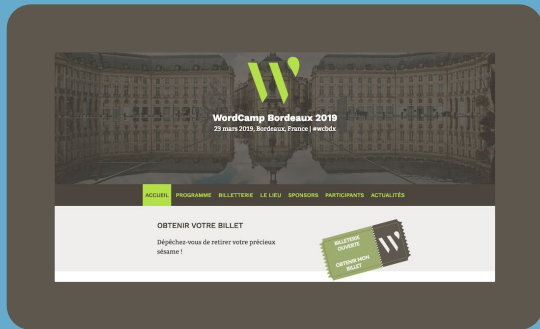 W
WordCamp Bordeaux 2019
23 mars 2019, Bordeaux, France | #wcbdx
ACCUEIL PROGRAMME BILLETTERIE LE LIEU SPONSORS PARTICIPANTS ACTUALITÉS
OBTENIR VOTRE BILLET
Dépêchez-vous de retirer votre précieux
sésame !
BILLETERIE
OUVERTE
OBTENIR MON
BILLET
W